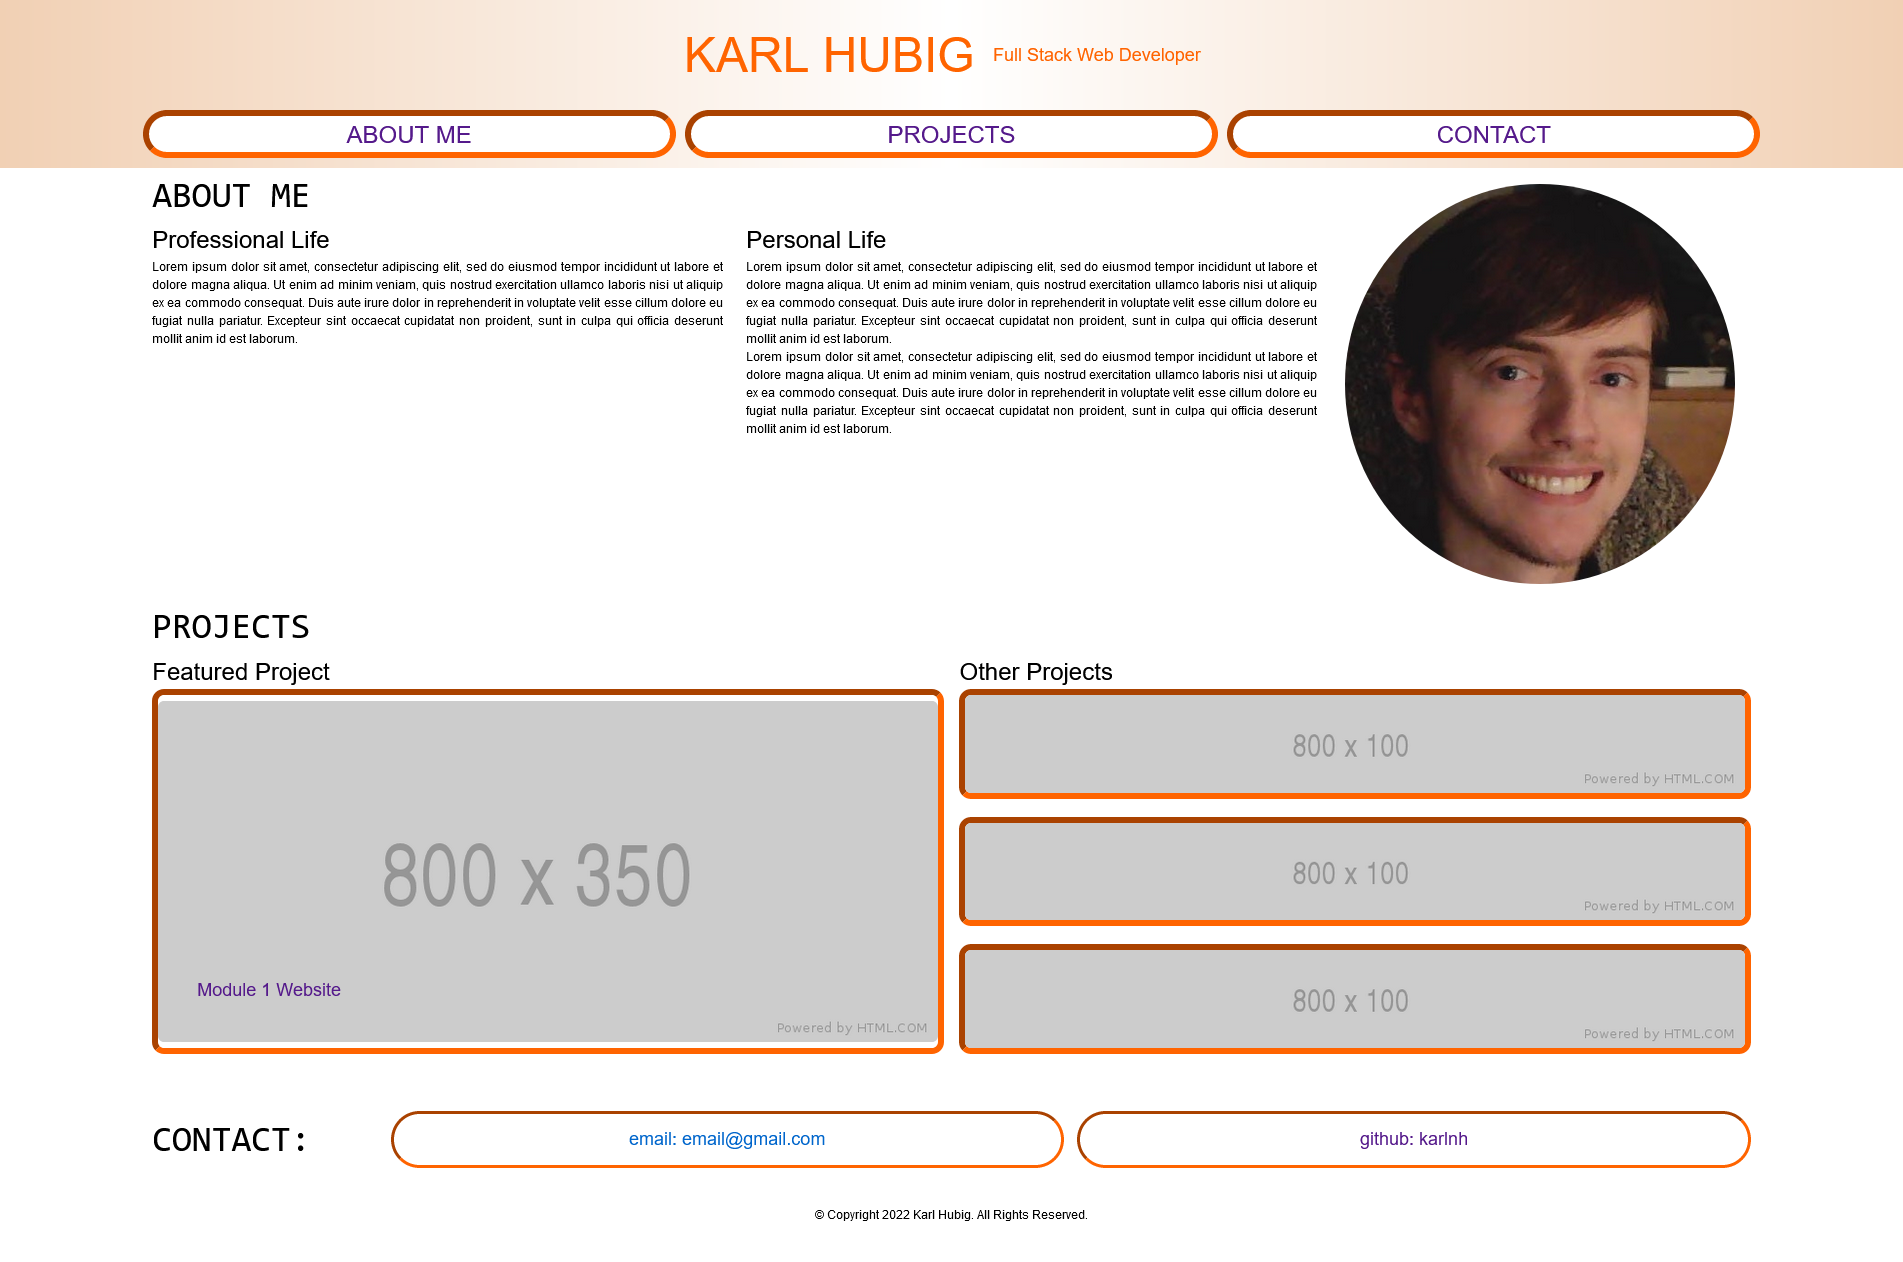 KARL HUBIG Full Stack Web Developer
ABOUT ME PROJECTS CONTACT
ABOUT ME
Professional Life
Lorem ipsum dolor sit amet, consectetur adipiscing elit, sed do eiusmod tempor incididunt ut labore et
dolore magna aliqua. Ut enim ad minim veniam, quis nostrud exercitation ullamco laboris nisi ut aliquip
ex ea commodo consequat. Duis aute irure dolor in reprehenderit in voluptate velit esse cillum dolore eu
fugiat nulla pariatur. Excepteur sint occaecat cupidatat non proident, sunt in culpa qui officia deserunt
mollit anim id est laborum.
Personal Life
Lorem ipsum dolor sit amet, consectetur adipiscing elit, sed do eiusmod tempor incididunt ut labore et
dolore magna aliqua. Ut enim ad minim veniam, quis nostrud exercitation ullamco laboris nisi ut aliquip
ex ea commodo consequat. Duis aute irure dolor in reprehenderit in voluptate velit esse cillum dolore eu
fugiat nulla pariatur. Excepteur sint occaecat cupidatat non proident, sunt in culpa qui officia deserunt
mollit anim id est laborum.
Lorem ipsum dolor sit amet, consectetur adipiscing elit, sed do eiusmod tempor incididunt ut labore et
dolore magna aliqua. Ut enim ad minim veniam, quis nostrud exercitation ullamco laboris nisi ut aliquip
ex ea commodo consequat. Duis aute irure dolor in reprehenderit in voluptate velit esse cillum dolore eu
fugiat nulla pariatur. Excepteur sint occaecat cupidatat non proident, sunt in culpa qui officia deserunt
mollit anim id est laborum.
PROJECTS
Featured Project
800 x 350
Module 1 Website
Powered by HTML.COM
Other Projects
800 x 100
Powered by HTML.COM
800 x 100
Powered by HTML.COM
800 x 100
Powered by HTML.COM
CONTACT:
email: email@gmail.com
github: karlnh
© Copyright 2022 Karl Hubig. All Rights Reserved.